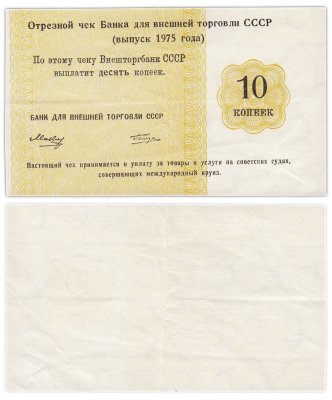 Отрезной чек Банка для внешней торговли СССР
(выпуск 1975 года)
По этому чеку Внешторгбанк СССР
выплатит десять копеек.
10
КОПЕЕК
БАНК ДЛЯ ВНЕШНЕЙ ТОРГОВЛИ СССР
Настоящий чек принимается в уплату за товары и услуги на советских судах,
совершающих международный круиз.